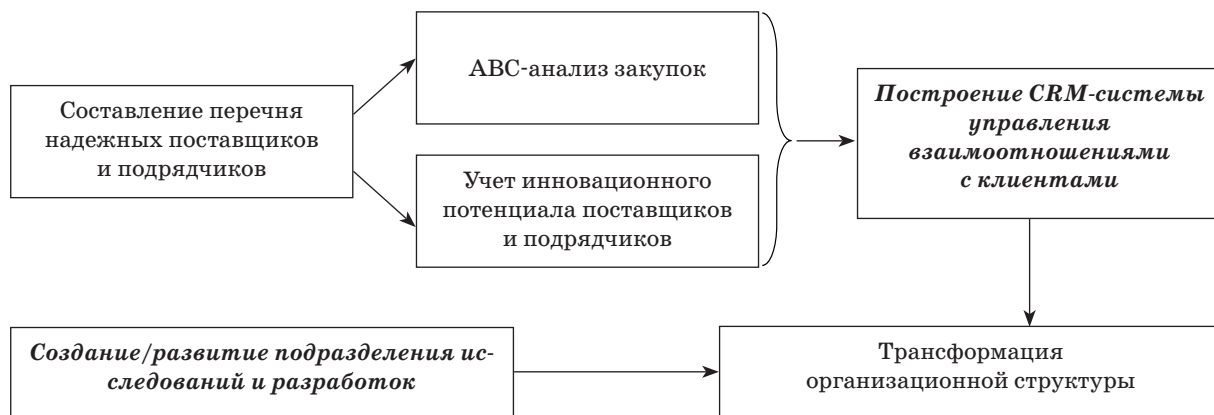 Составление перечня
надежных поставщиков
и подрядчиков
ABC-анализ закупок
Учет инновационного
потенциала поставщиков
и подрядчиков
Построение CRM-системы
управления
взаимоотношениями
с клиентами
Создание/развитие подразделения ис-
следований и разработок
Трансформация
организационной структуры